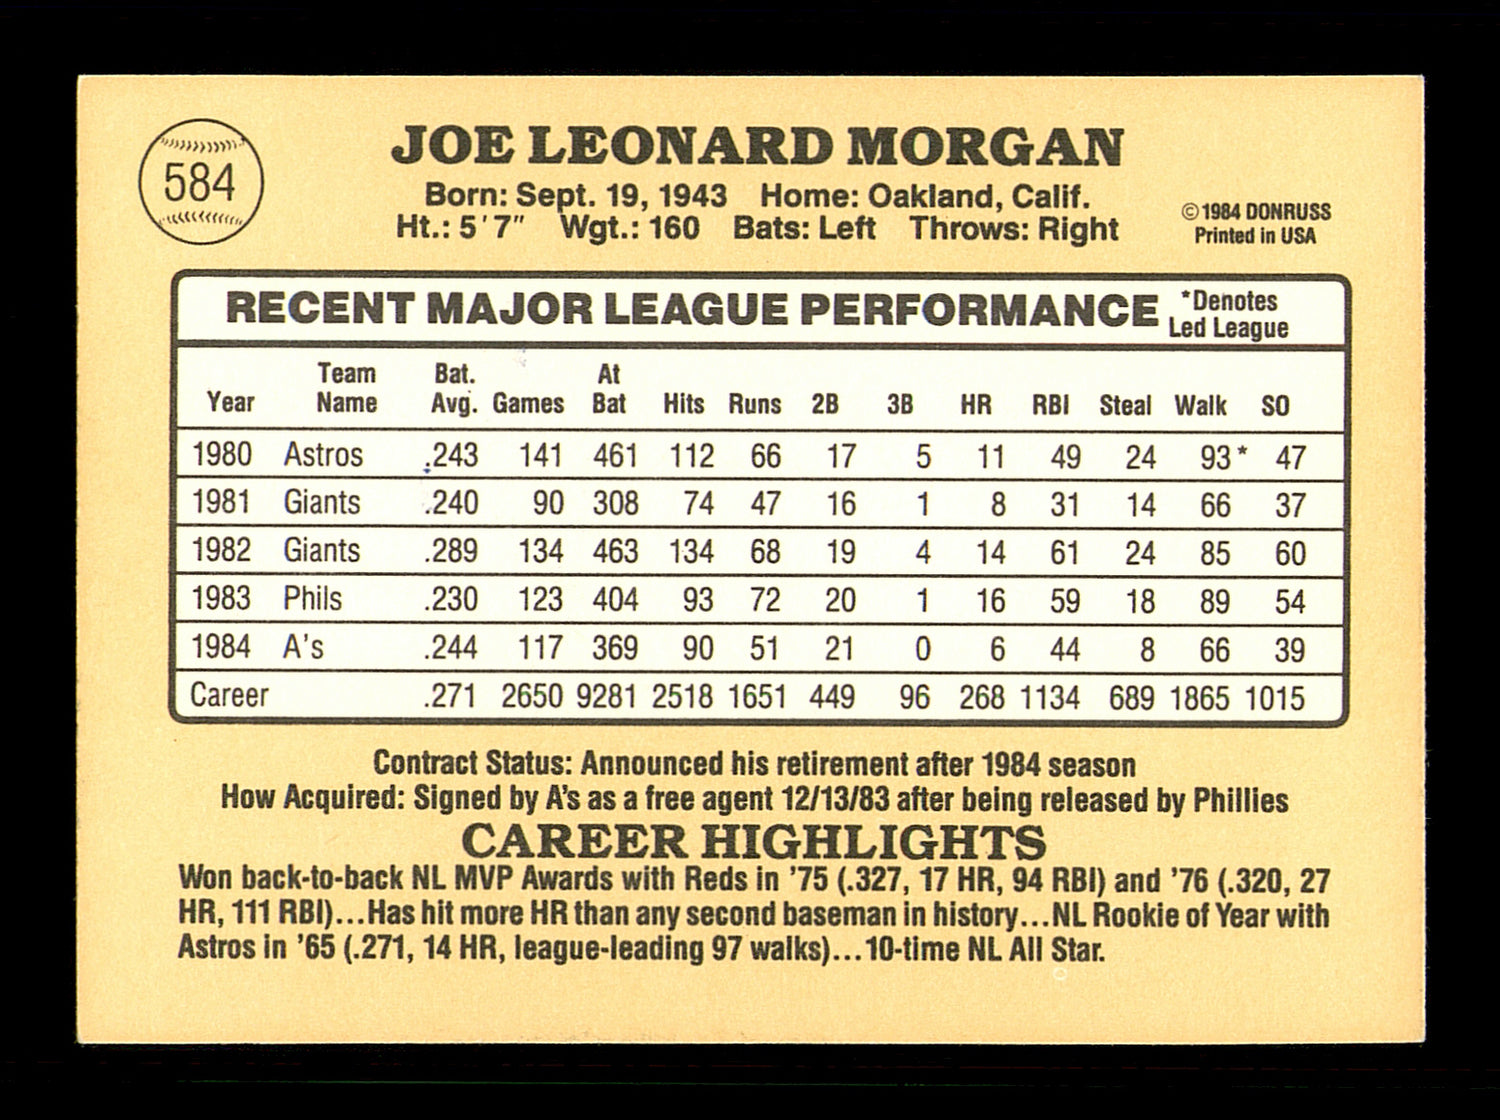 584
JOE LEONARD MORGAN
Born: Sept. 19, 1943 Home: Oakland, Calif.
Ht.: 5'7" Wgt.: 160 Bats: Left Throws: Right
©1984 DONRUSS
Printed in USA
RECENT MAJOR LEAGUE PERFORMANCE *Denotes
Led League
Year Team Name Bat. Avg. Games At Bat Hits Runs 2B 3B HR RBI Steal Walk SO
1980 Astros .243 141 461 112 66 17 5 11 49 24 93* 47
1981 Giants .240 90 308 74 47 16 1 8 31 14 66 37
1982 Giants .289 134 463 134 68 19 4 14 61 24 85 60
1983 Phils .230 123 404 93 72 20 1 16 59 18 89 54
1984 A's .244 117 369 90 51 21 0 6 44 8 66 39
Career .271 2650 9281 2518 1651 449 96 268 1134 689 1865 1015
Contract Status: Announced his retirement after 1984 season
How Acquired: Signed by A's as a free agent 12/13/83 after being released by Phillies
CAREER HIGHLIGHTS
Won back-to-back NL MVP Awards with Reds in '75 (.327, 17 HR, 94 RBI) and '76 (.320, 27
HR, 111 RBI)...Has hit more HR than any second baseman in history...NL Rookie of Year with
Astros in '65 (.271, 14 HR, league-leading 97 walks)...10-time NL All Star.